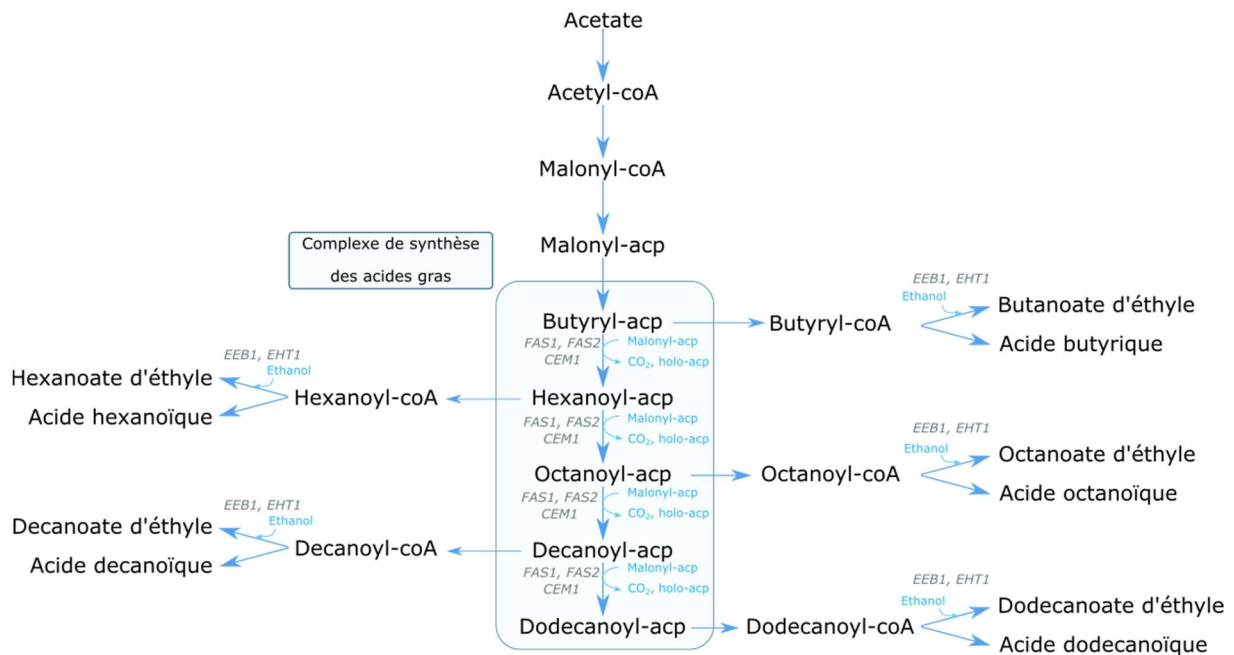 Acetate
Acetyl-coA
Malonyl-coA
Malonyl-acp
Complexe de synthèse
des acides gras
Butyryl-acp
FAS1, FAS2
CEM1
Malonyl-acp
CO₂, holo-acp
Butyryl-coA
EEB1, EHT1
Ethanol
Butanoate d'éthyle
Acide butyrique
Hexanoyl-acp
FAS1, FAS2
CEM1
Malonyl-acp
CO₂, holo-acp
Hexanoyl-coA
EEB1, EHT1
Ethanol
Hexanoate d'éthyle
Acide hexanoïque
Octanoyl-acp
FAS1, FAS2
CEM1
Malonyl-acp
CO₂, holo-acp
Octanoyl-coA
EEB1, EHT1
Ethanol
Octanoate d'éthyle
Acide octanoïque
Decanoyl-acp
FAS1, FAS2
CEM1
Malonyl-acp
CO₂, holo-acp
Decanoyl-coA
EEB1, EHT1
Ethanol
Decanoate d'éthyle
Acide decanoïque
Dodecanoyl-acp
Dodecanoyl-coA
EEB1, EHT1
Ethanol
Dodecanoate d'éthyle
Acide dodecanoïque